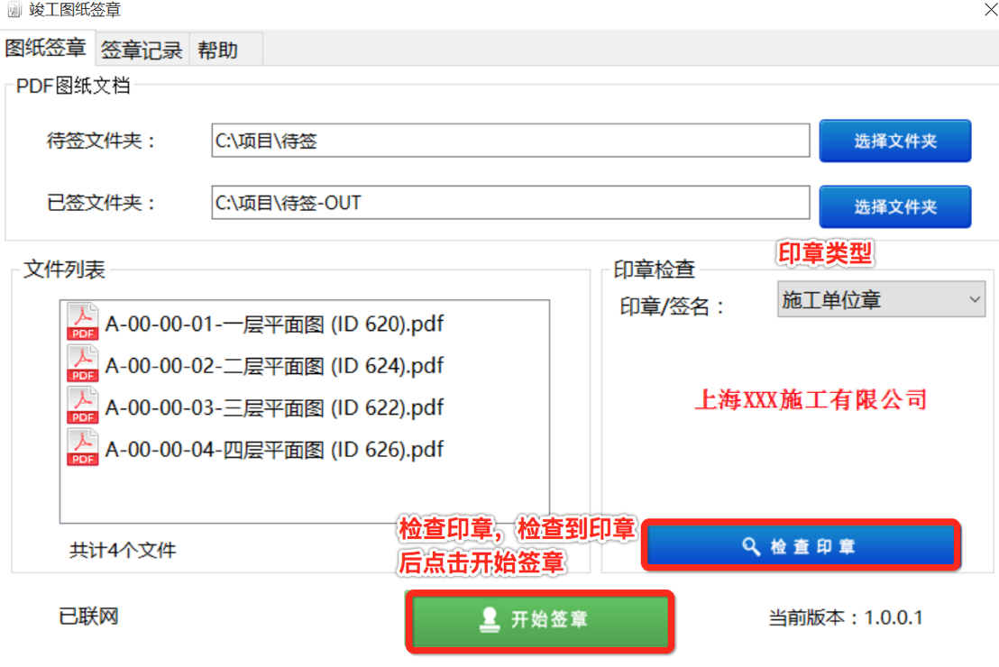 竣工图纸签章
图纸签章 签章记录 帮助
PDF图纸文档
待签文件夹： C:\项目\待签 选择文件夹
已签文件夹： C:\项目\待签-OUT 选择文件夹
印章类型
文件列表
印章检查
印章/签名： 施工单位章
PDF A-00-00-01-一层平面图 (ID 620).pdf
PDF A-00-00-02-二层平面图 (ID 624).pdf
PDF A-00-00-03-三层平面图 (ID 622).pdf
PDF A-00-00-04-四层平面图 (ID 626).pdf
上海XXX施工有限公司
检查印章，检查到印章
后点击开始签章
检查印章
共计4个文件
已联网
开始签章
当前版本：1.0.0.1